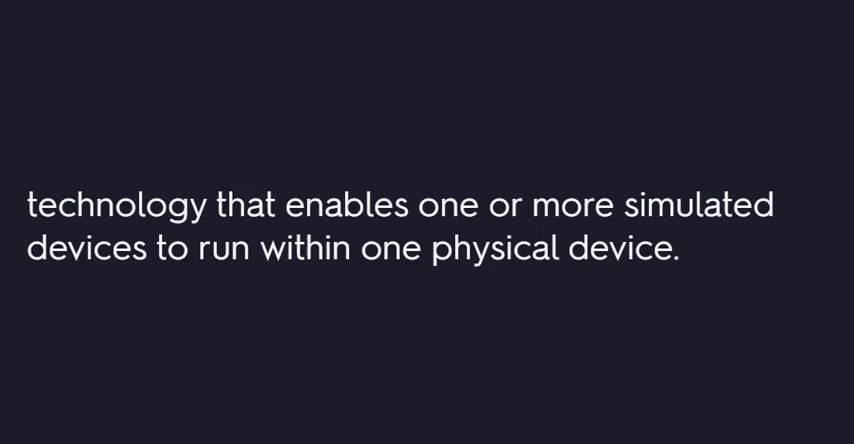 technology that enables one or more simulated
devices to run within one physical device.